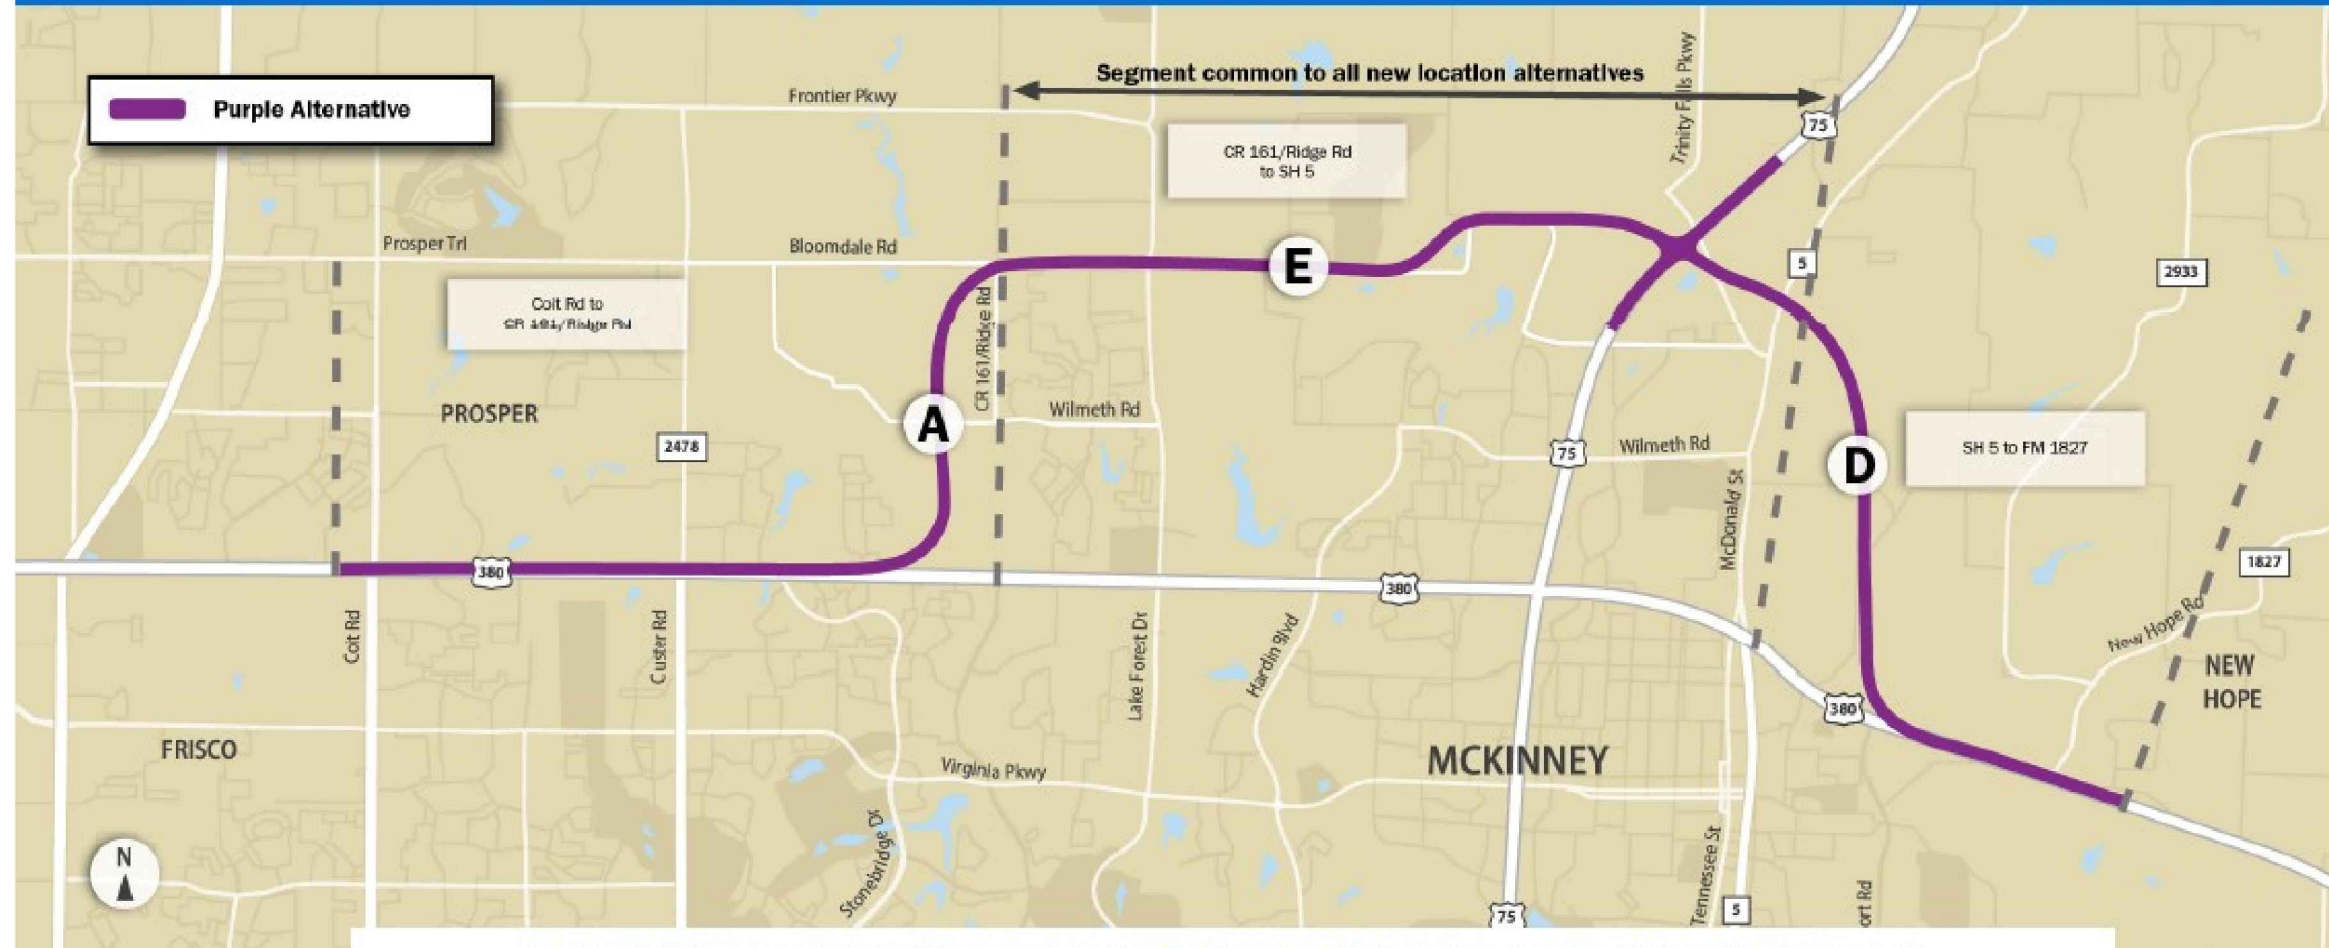 Segment common to all new location alternatives
Purple Alternative
Frontier Pkwy
Trinity Falls Pkwy
75
CR 161/Ridge Rd
to SH 5
Prosper Trl
Bloomdale Rd
E
5
2933
Coit Rd to
CR 161/Ridge Rd
CR 161/Ridge Rd
PROSPER
A
Wilmeth Rd
2478
75
Wilmeth Rd
D
SH 5 to FM 1827
McDonald St
380
380
1827
Coit Rd
Custer Rd
Lake Forest Dr
Hardin Blvd
New Hope Rd
NEW
HOPE
380
FRISCO
MCKINNEY
Virginia Pkwy
N
Stonebridge Dr
Tennessee St
75
5
ort Rd